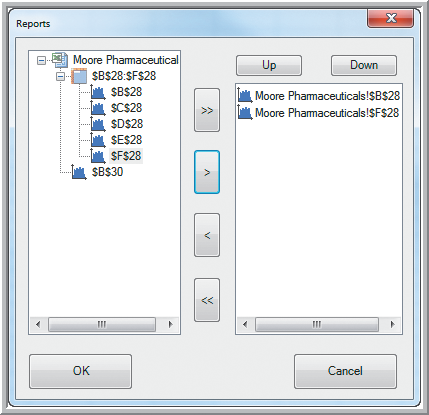 Reports
Moore Pharmaceutical
$B$28:$F$28
$B$28
$C$28
$D$28
$E$28
$F$28
$B$30
>>
>
<
<<
Up
Down
Moore Pharmaceuticals!$B$28
Moore Pharmaceuticals!$F$28
OK
Cancel